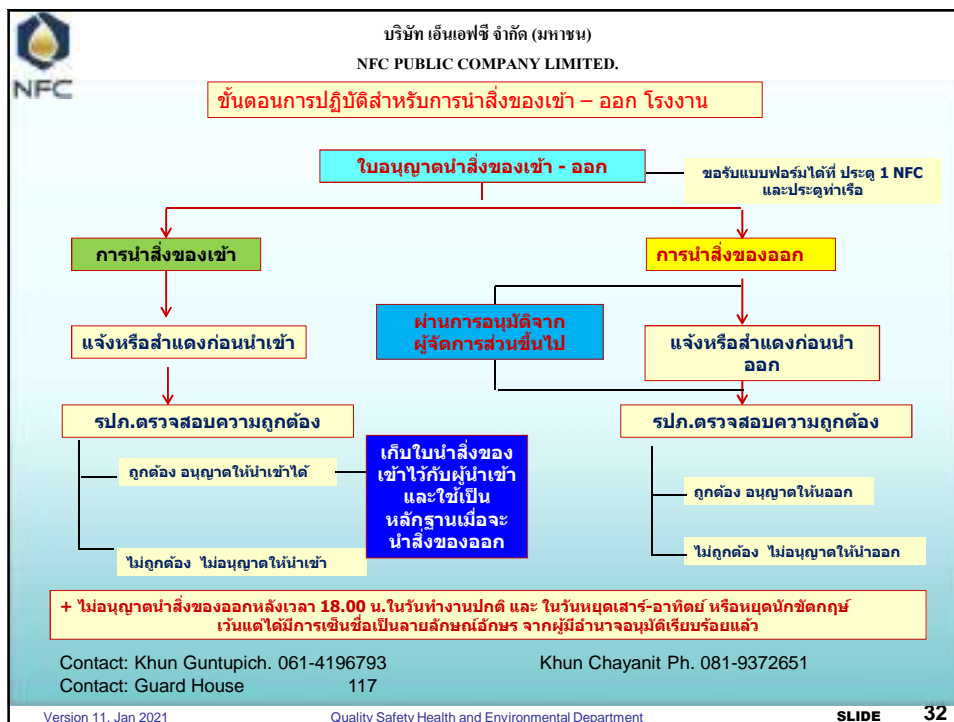 บริษัท เอ็นเอฟซี จำกัด (มหาชน)
NFC PUBLIC COMPANY LIMITED.
NFC
ขั้นตอนการปฏิบัติสำหรับการนำสิ่งของเข้า – ออก โรงงาน
ใบอนุญาตนำสิ่งของเข้า - ออก
ขอรับแบบฟอร์มได้ที่ ประตู 1 NFC
และประตูท่าเรือ
การนำสิ่งของเข้า
การนำสิ่งของออก
ผ่านการอนุมัติจาก
ผู้จัดการส่วนขึ้นไป
แจ้งหรือสำแดงก่อนนำเข้า
แจ้งหรือสำแดงก่อนนำ
ออก
รปภ.ตรวจสอบความถูกต้อง
รปภ.ตรวจสอบความถูกต้อง
ถูกต้อง อนุญาตให้นำเข้าได้
เก็บใบนำสิ่งของ
เข้าไว้กับผู้นำเข้า
และใช้เป็น
หลักฐานเมื่อจะ
นำสิ่งของออก
ถูกต้อง อนุญาตให้นออก
ไม่ถูกต้อง ไม่อนุญาตให้นำเข้า
ไม่ถูกต้อง ไม่อนุญาตให้นำออก
+ ไม่อนุญาตนำสิ่งของออกหลังเวลา 18.00 น.ในวันทำงานปกติ และ ในวันหยุดเสาร์-อาทิตย์ หรือหยุดนักขัตกฤษ์
เว้นแต่ได้มีการเซ็นชื่อเป็นลายลักษณ์อักษร จากผู้มีอำนาจอนุมัติเรียบร้อยแล้ว
Contact: Khun Guntupich. 061-4196793 Khun Chayanit Ph. 081-9372651
Contact: Guard House 117
Version 11, Jan 2021 Quality Safety Health and Environmental Department SLIDE 32